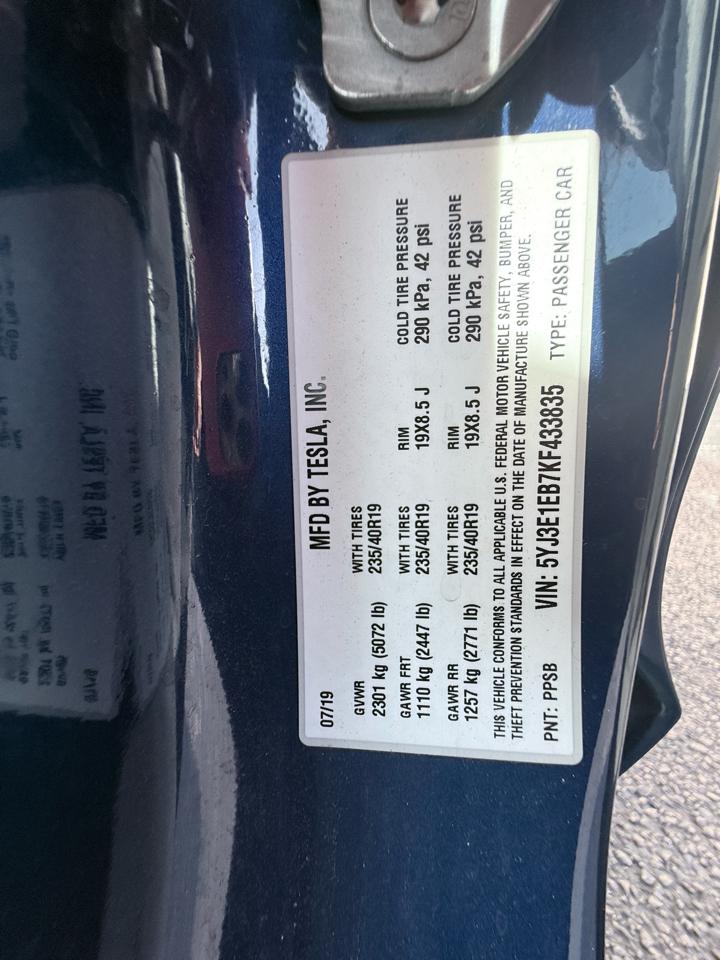 07/19 MFD BY TESLA, INC.
GVWR WITH TIRES
2301 kg (5072 lb) 235/40R19
GAWR FRT WITH TIRES RIM COLD TIRE PRESSURE
1110 kg (2447 lb) 235/40R19 19X8.5 J 290 kPa, 42 psi
GAWR RR WITH TIRES RIM COLD TIRE PRESSURE
1257 kg (2771 lb) 235/40R19 19X8.5 J 290 kPa, 42 psi
THIS VEHICLE CONFORMS TO ALL APPLICABLE U.S. FEDERAL MOTOR VEHICLE SAFETY, BUMPER, AND
THEFT PREVENTION STANDARDS IN EFFECT ON THE DATE OF MANUFACTURE SHOWN ABOVE.
PNT: PPSB VIN: 5YJ3E1EB7KF433835 TYPE: PASSENGER CAR